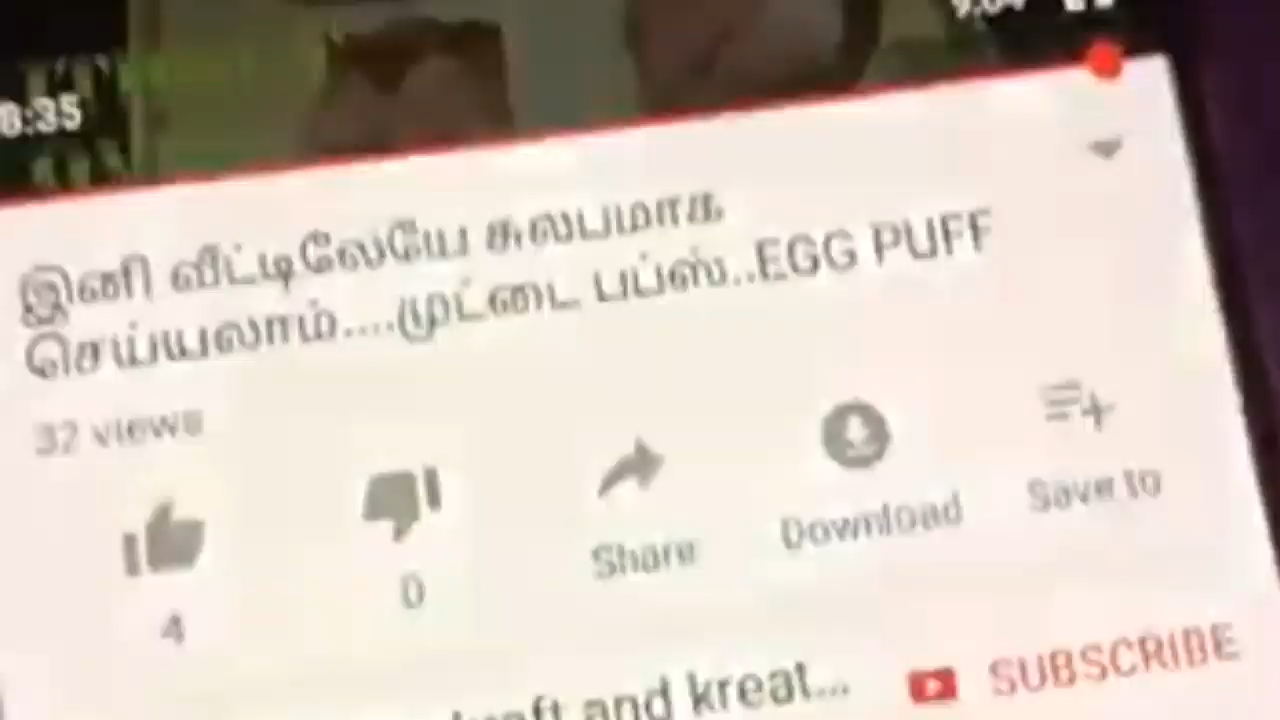 8:35
இனி வீட்டிலேயே சுலபமாக
செய்யலாம்....முட்டை பப்ஸ்..EGG PUFF
32 views
4
0
Share
Download
Save to
and kreat...
SUBSCRIBE